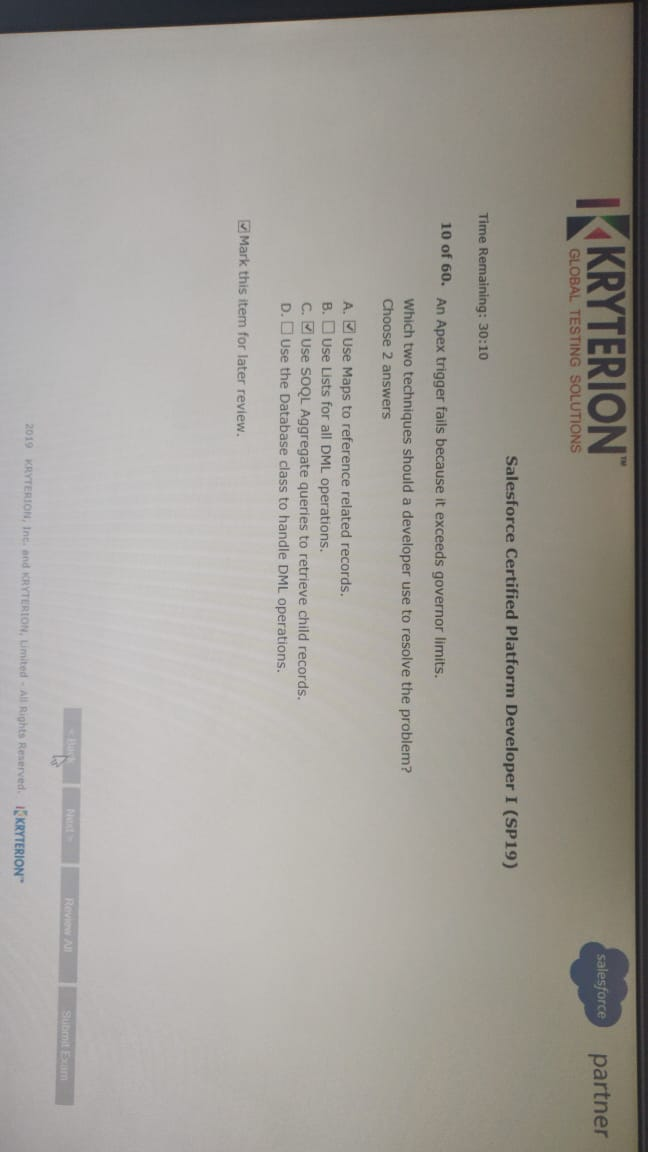 KRYTERION™
GLOBAL TESTING SOLUTIONS
salesforce partner
Salesforce Certified Platform Developer I (SP19)
Time Remaining: 30:10
10 of 60. An Apex trigger fails because it exceeds governor limits.
Which two techniques should a developer use to resolve the problem?
Choose 2 answers
A. Use Maps to reference related records.
B. Use Lists for all DML operations.
C. Use SOQL Aggregate queries to retrieve child records.
D. Use the Database class to handle DML operations.
Mark this item for later review.
< Back Next > Review All Submit Exam
2019 KRYTERION, Inc. and KRYTERION, Limited - All Rights Reserved. KRYTERION™